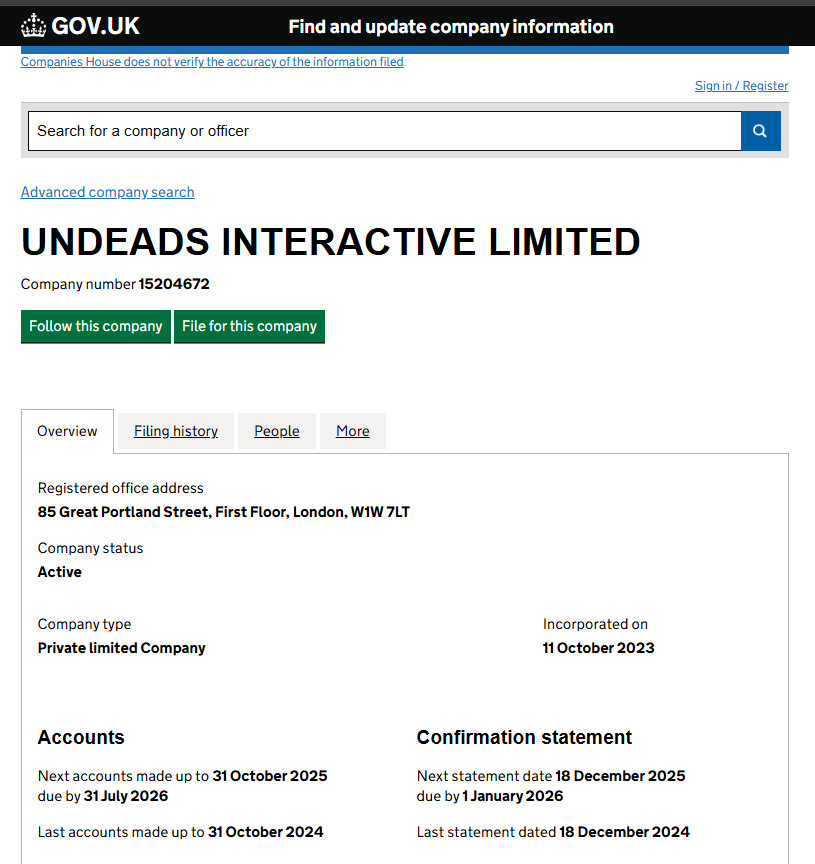 GOV.UK
Find and update company information
Companies House does not verify the accuracy of the information filed
Sign in / Register
Search for a company or officer
Advanced company search
UNDEADS INTERACTIVE LIMITED
Company number 15204672
Follow this company
File for this company
Overview
Filing history
People
More
Registered office address
85 Great Portland Street, First Floor, London, W1W 7LT
Company status
Active
Company type
Private limited Company
Incorporated on
11 October 2023
Accounts
Next accounts made up to 31 October 2025
due by 31 July 2026
Last accounts made up to 31 October 2024
Confirmation statement
Next statement date 18 December 2025
due by 1 January 2026
Last statement dated 18 December 2024